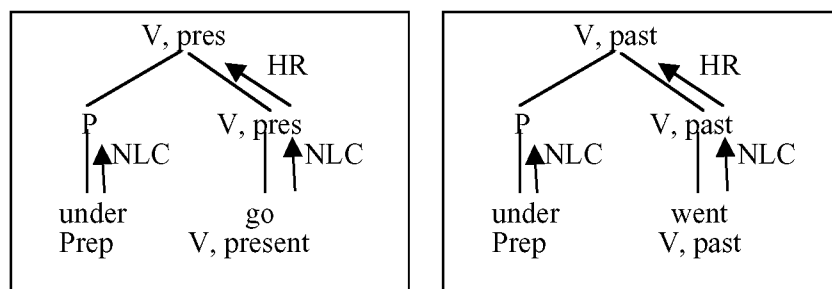 V, pres
HR
P V, pres
NLC NLC
under go
Prep V, present
V, past
HR
P V, past
NLC NLC
under went
Prep V, past